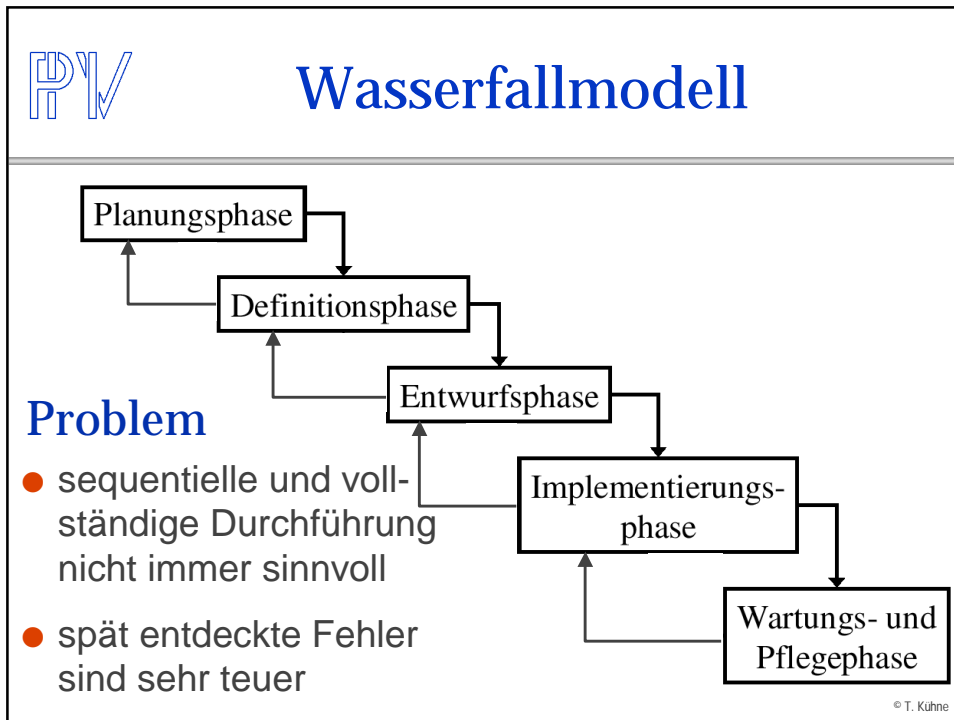 PV
Wasserfallmodell
Planungsphase
Definitionsphase
Entwurfsphase
Implementierungs-
phase
Wartungs- und
Pflegephase
Problem
sequentielle und voll-
ständige Durchführung
nicht immer sinnvoll
spät entdeckte Fehler
sind sehr teuer
© T. Kühne